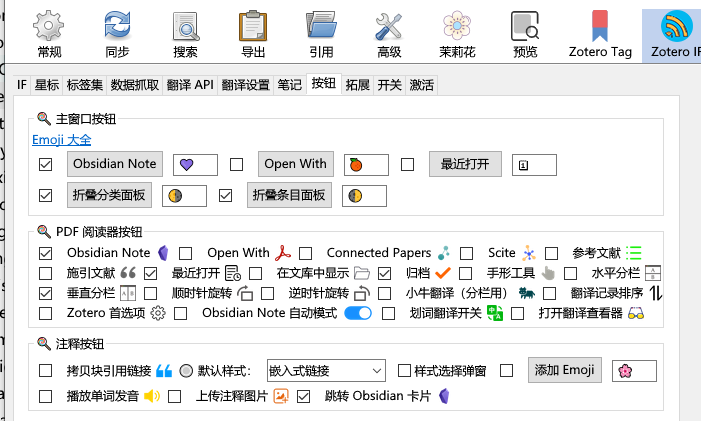 常规 同步 搜索 导出 引用 高级 茉莉花 预览 Zotero Tag Zotero IF
IF 星标 标签集 数据抓取 翻译 API 翻译设置 笔记 按钮 拓展 开关 激活
主窗口按钮
Emoji 大全
Obsidian Note Open With 最近打开
折叠分类面板 折叠条目面板
PDF 阅读器按钮
Obsidian Note Open With Connected Papers Scite 参考文献
施引文献 最近打开 在文库中显示 归档 手形工具 水平分栏
垂直分栏 顺时针旋转 逆时针旋转 小牛翻译（分栏用） 翻译记录排序
Zotero 首选项 Obsidian Note 自动模式 划词翻译开关 打开翻译查看器
注释按钮
拷贝块引用链接 默认样式： 嵌入式链接 样式选择弹窗 添加 Emoji
播放单词发音 上传注释图片 跳转 Obsidian 卡片